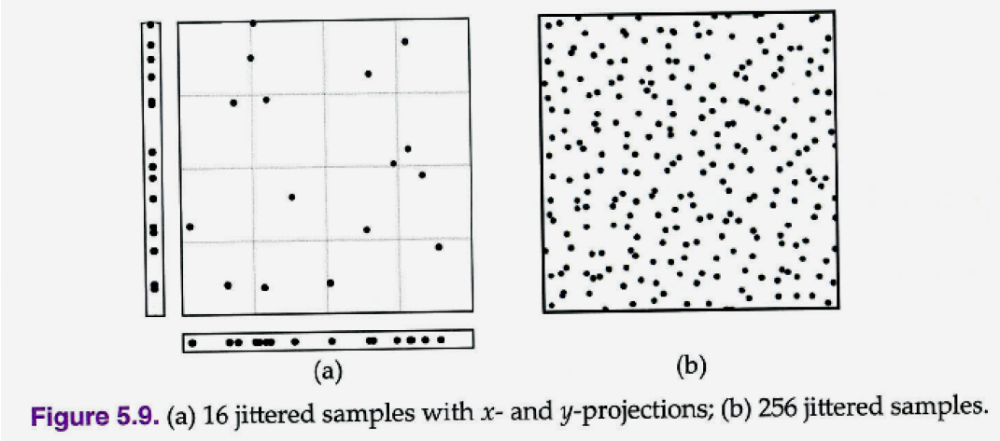 (a)
(b)
Figure 5.9. (a) 16 jittered samples with x- and y-projections; (b) 256 jittered samples.